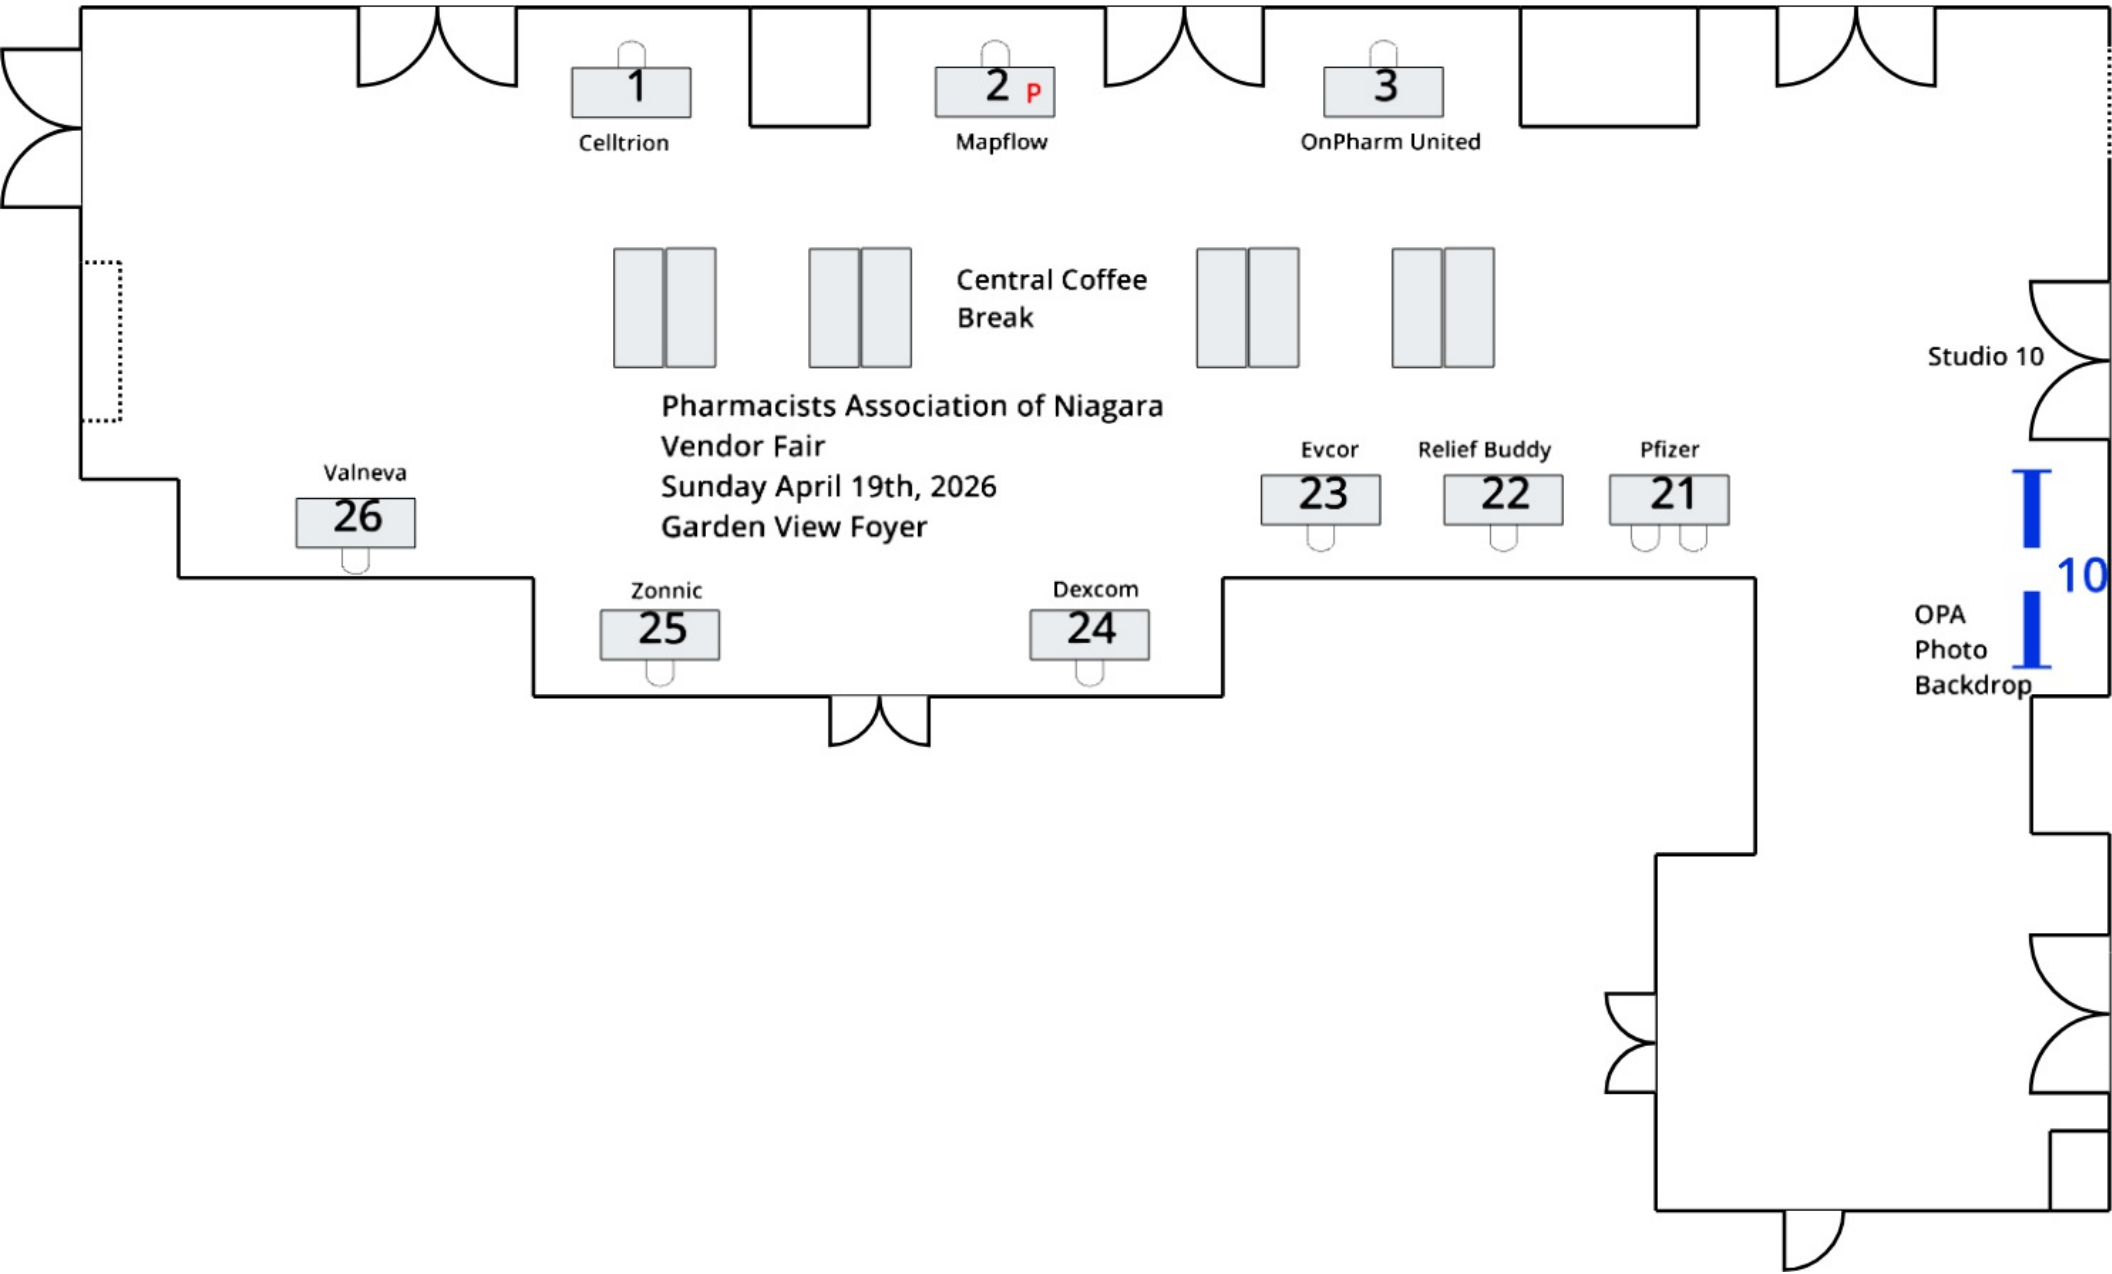 1
2 P
3
Celltrion
Mapflow
OnPharm United
Central Coffee
Break
Studio 10
Pharmacists Association of Niagara
Vendor Fair
Sunday April 19th, 2026
Garden View Foyer
Evcor
Relief Buddy
Pfizer
23
22
21
Valneva
26
10
Zonnic
25
Dexcom
24
OPA
Photo
Backdrop